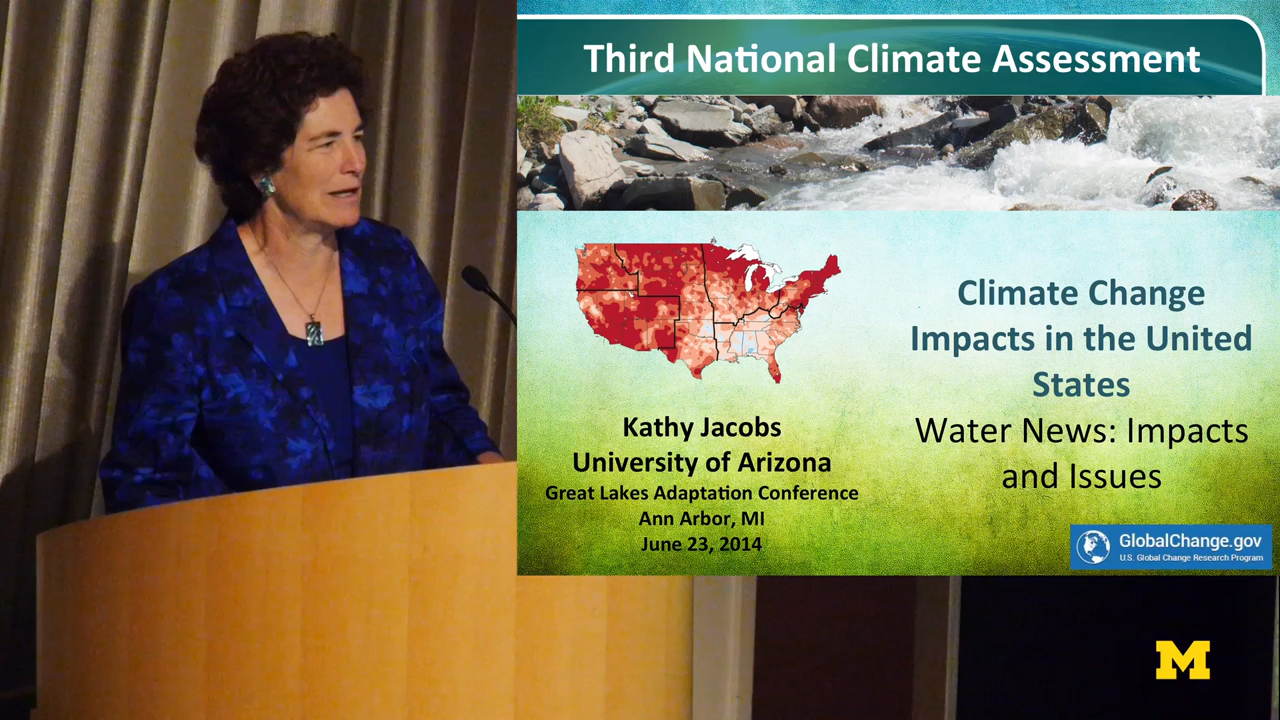 Third National Climate Assessment
Climate Change
Impacts in the United
States
Water News: Impacts
and Issues
Kathy Jacobs
University of Arizona
Great Lakes Adaptation Conference
Ann Arbor, MI
June 23, 2014
GlobalChange.gov
U.S. Global Change Research Program
M